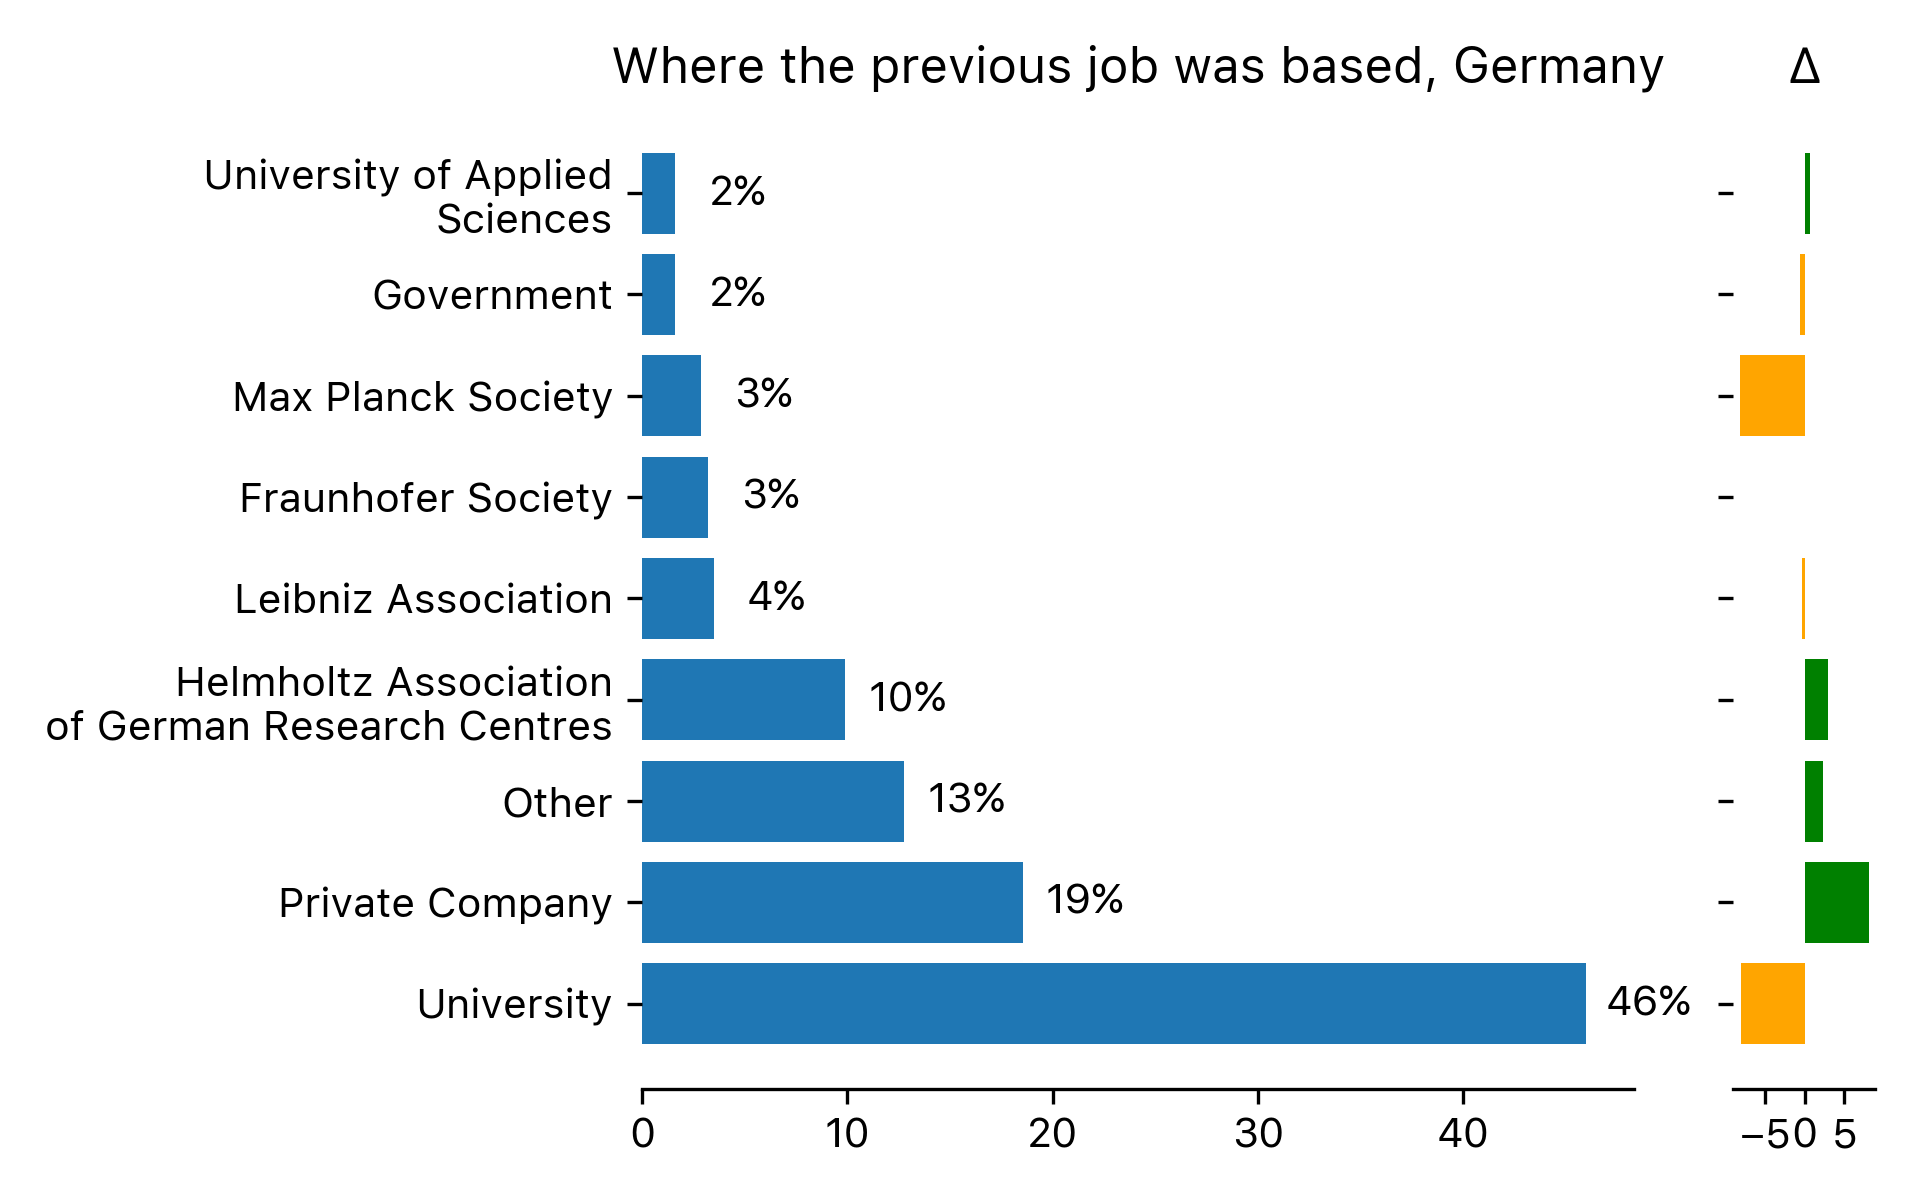 Where the previous job was based, Germany
Δ
University of Applied
Sciences
2%
Government
2%
Max Planck Society
3%
Fraunhofer Society
3%
Leibniz Association
4%
Helmholtz Association
of German Research Centres
10%
Other
13%
Private Company
19%
University
46%
0 10 20 30 40
−5 0 5